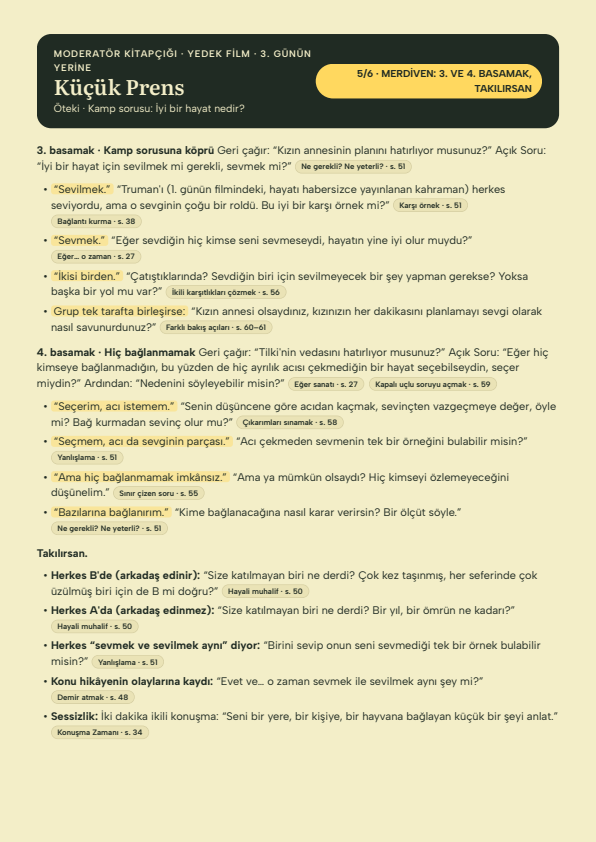 MODERATÖR KİTAPÇIĞI · YEDEK FİLM · 3. GÜNÜN
YERİNE
Küçük Prens
Öteki · Kamp sorusu: İyi bir hayat nedir?
5/6 · MERDİVEN: 3. VE 4. BASAMAK,
TAKILIRSAN
3. basamak · Kamp sorusuna köprü Geri çağır: “Kızın annesinin planını hatırlıyor musunuz?” Açık Soru:
“İyi bir hayat için sevilmek mi gerekli, sevmek mi?” Ne gerekli? Ne yeterli? · s. 51
• “Sevilmek.” “Truman'ı (1. günün filmindeki, hayatı habersizce yayınlanan kahraman) herkes
seviyordu, ama o sevginin çoğu bir roldü. Bu iyi bir karşı örnek mi?” Karşı örnek · s. 51
Bağlantı kurma · s. 38
• “Sevmek.” “Eğer sevdiğin hiç kimse seni sevmeseydi, hayatın yine iyi olur muydu?”
Eğer… o zaman · s. 27
• “İkisi birden.” “Çatıştıklarında? Sevdiğin biri için sevilmeyecek bir şey yapman gerekse? Yoksa
başka bir yol mu var?” İkili karşıtlıkları çözmek · s. 56
• Grup tek tarafta birleşirse: “Kızın annesi olsaydınız, kızınızın her dakikasını planlamayı sevgi olarak
nasıl savunurdunuz?” Farklı bakış açıları · s. 60–61
4. basamak · Hiç bağlanmamak Geri çağır: “Tilki'nin vedasını hatırlıyor musunuz?” Açık Soru: “Eğer hiç
kimseye bağlanmadığın, bu yüzden de hiç ayrılık acısı çekmediğin bir hayat seçebilseydin, seçer
miydin?” Ardından: “Nedenini söyleyebilir misin?” Eğer sanatı · s. 27 Kapalı uçlu soruyu açmak · s. 59
• “Seçerim, acı istemem.” “Senin düşüncene göre acıdan kaçmak, sevinçten vazgeçmeye değer, öyle
mi? Bağ kurmadan sevinç olur mu?” Çıkarımları sınamak · s. 58
• “Seçmem, acı da sevginin parçası.” “Acı çekmeden sevmenin tek bir örneğini bulabilir misin?”
Yanlışlama · s. 51
• “Ama hiç bağlanmamak imkânsız.” “Ama ya mümkün olsaydı? Hiç kimseyi özlemeyeceğini
düşünelim.” Sınır çizen soru · s. 55
• “Bazılarına bağlanırım.” “Kime bağlanacağına nasıl karar verirsin? Bir ölçüt söyle.”
Ne gerekli? Ne yeterli? · s. 51
Takılırsan.
• Herkes B'de (arkadaş edinir): “Size katılmayan biri ne derdi? Çok kez taşınmış, her seferinde çok
üzülmüş biri için de B mi doğru?” Hayali muhalif · s. 50
• Herkes A'da (arkadaş edinmez): “Size katılmayan biri ne derdi? Bir yıl, bir ömrün ne kadarı?”
Hayali muhalif · s. 50
• Herkes “sevmek ve sevilmek aynı” diyor: “Birini sevip onun seni sevmediği tek bir örnek bulabilir
misin?” Yanlışlama · s. 51
• Konu hikâyenin olaylarına kaydı: “Evet ve… o zaman sevmek ile sevilmek aynı şey mi?”
Demir atmak · s. 48
• Sessizlik: İki dakika ikili konuşma: “Seni bir yere, bir kişiye, bir hayvana bağlayan küçük bir şeyi anlat.”
Konuşma Zamanı · s. 34